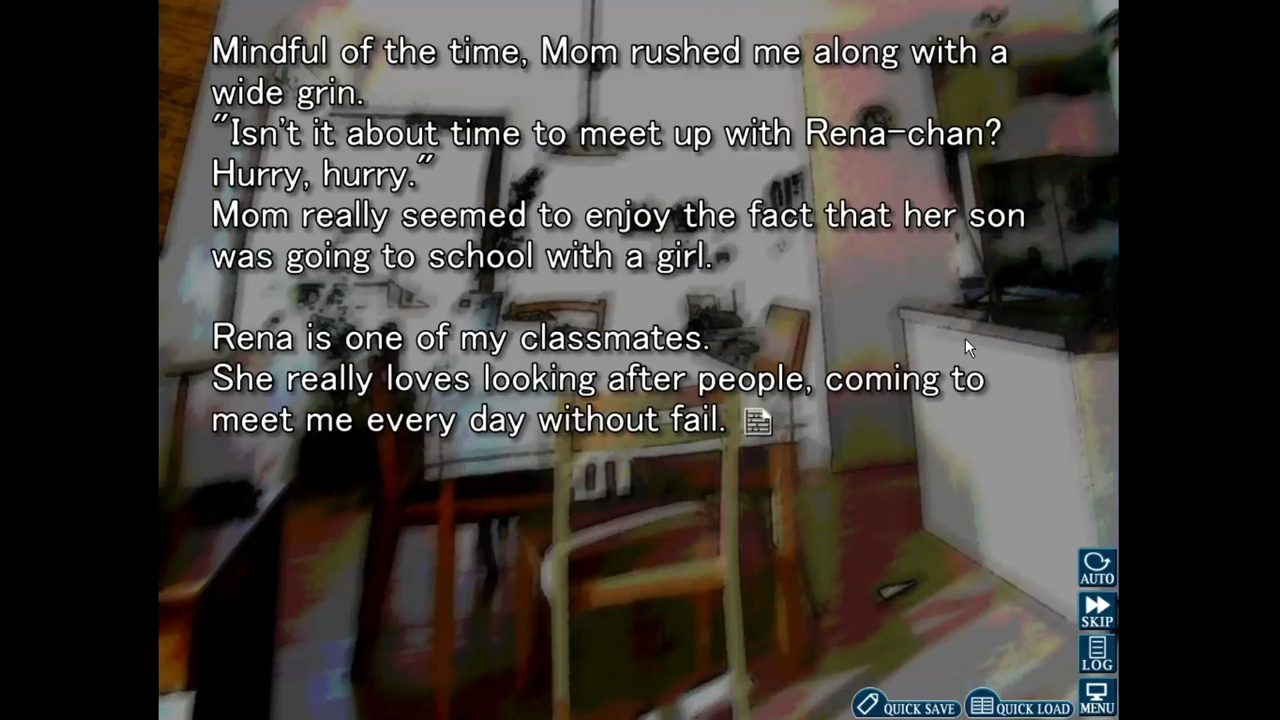 Mindful of the time, Mom rushed me along with a
wide grin.
"Isn't it about time to meet up with Rena-chan?
Hurry, hurry."
Mom really seemed to enjoy the fact that her son
was going to school with a girl.
Rena is one of my classmates.
She really loves looking after people, coming to
meet me every day without fail.
AUTO
SKIP
LOG
MENU
QUICK SAVE
QUICK LOAD